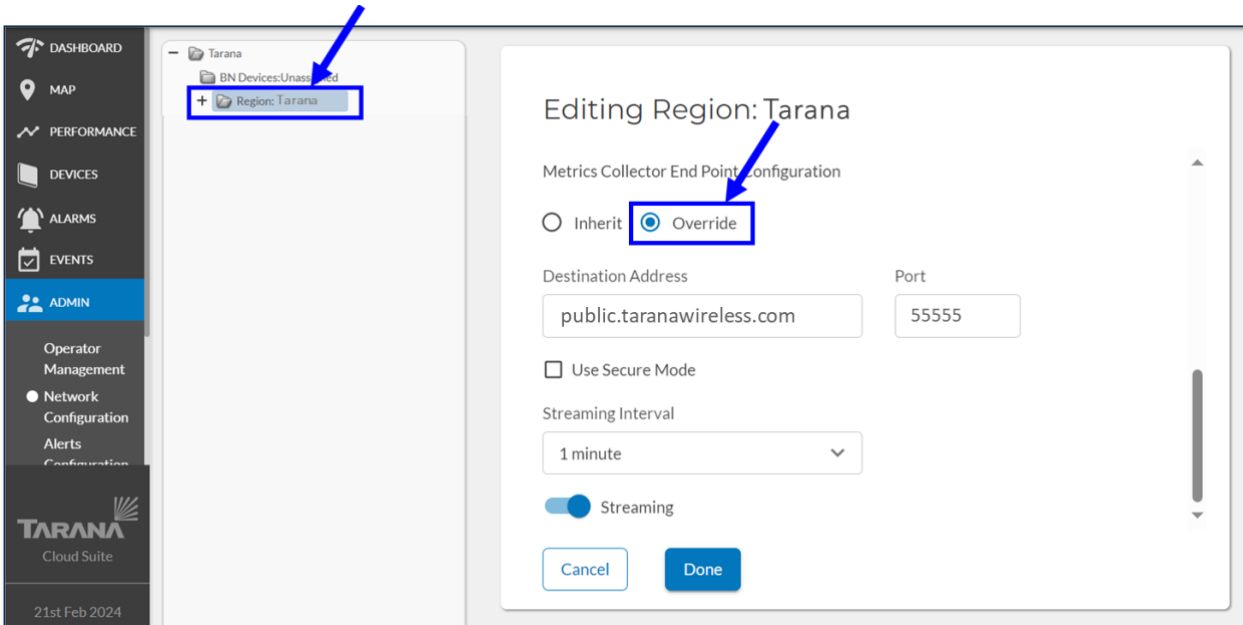 DASHBOARD
MAP
PERFORMANCE
DEVICES
ALARMS
EVENTS
ADMIN
Operator
Management
Network
Configuration
Alerts
Configuration
TARANA
Cloud Suite
21st Feb 2024
Tarana
BN Devices:Unassigned
Region: Tarana
Editing Region: Tarana
Metrics Collector End Point Configuration
Inherit Override
Destination Address Port
public.taranawireless.com 55555
Use Secure Mode
Streaming Interval
1 minute
Streaming
Cancel Done